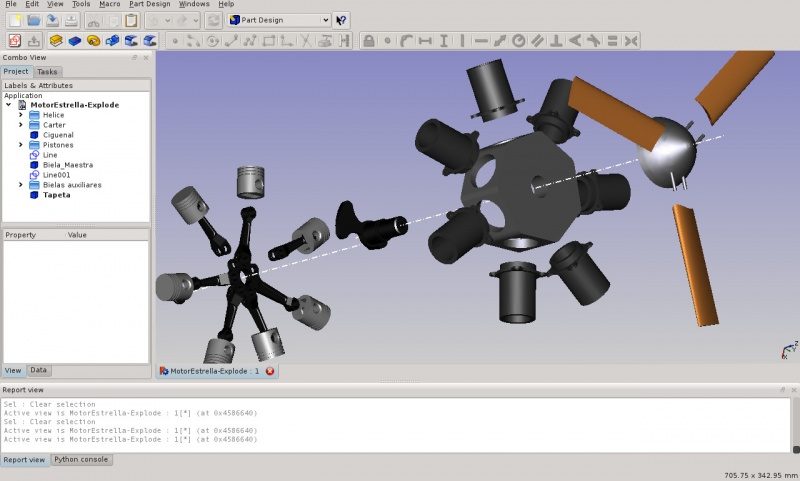 File Edit View Tools Macro Part Design Windows Help
Part Design
Combo View
Project Tasks
Labels & Attributes
Application
MotorEstrella-Explode
Helice
Carter
Ciguenal
Pistones
Line
Biela_Maestra
Line001
Bielas auxiliares
Tapeta
Property Value
View Data
MotorEstrella-Explode : 1
Report view
Sel : Clear selection
Active view is MotorEstrella-Explode : 1[*] (at 0x4586640)
Sel : Clear selection
Active view is MotorEstrella-Explode : 1[*] (at 0x4586640)
Active view is MotorEstrella-Explode : 1[*] (at 0x4586640)
Report view Python console
705.75 x 342.95 mm